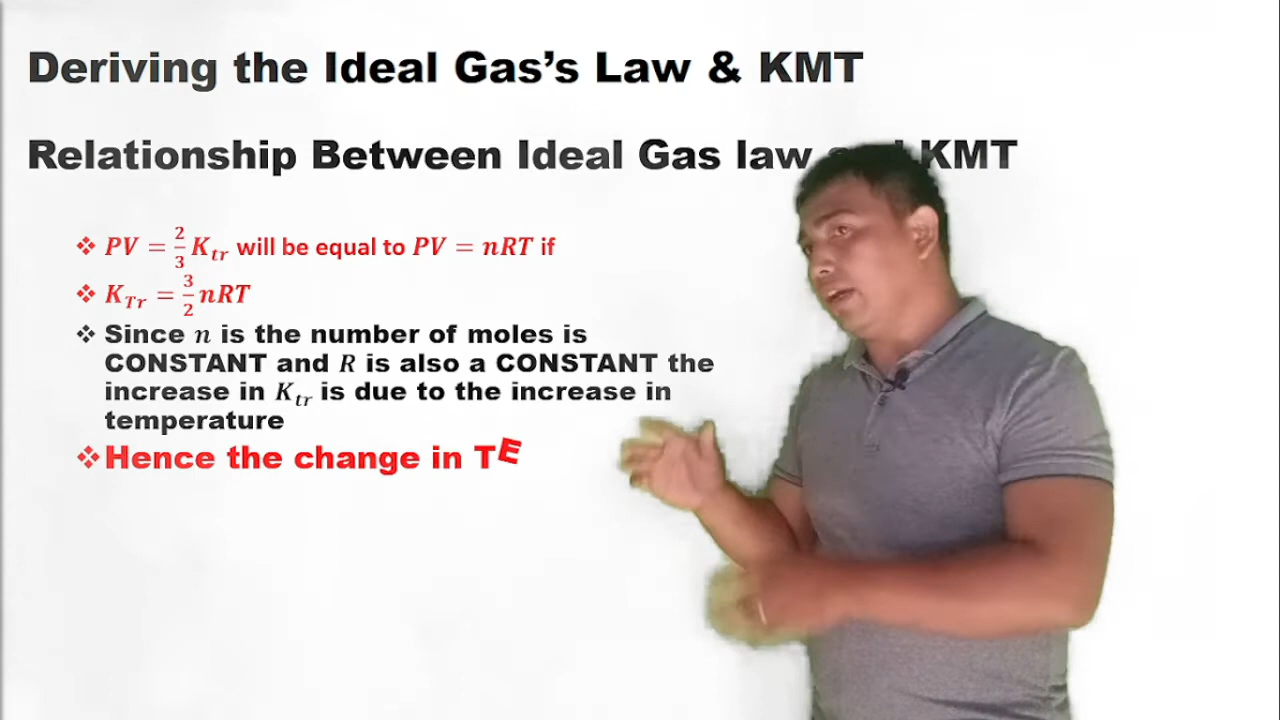 Deriving the Ideal Gas's Law & KMT
Relationship Between Ideal Gas law KMT
❖ PV = 2/3 K_tr will be equal to PV = nRT if
❖ K_Tr = 3/2 nRT
❖ Since n is the number of moles is
CONSTANT and R is also a CONSTANT the
increase in K_tr is due to the increase in
temperature
❖Hence the change in TE